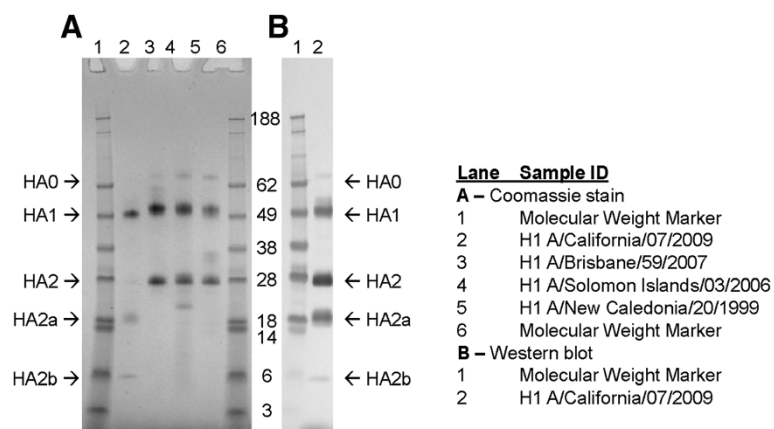 A
B
1 2 3 4 5 6
1 2
188
HA0 → 62 ← HA0
HA1 → 49 ← HA1
38
HA2 → 28 ← HA2
HA2a → 18 ← HA2a
14
HA2b → 6 ← HA2b
3
Lane Sample ID
A – Coomassie stain
1 Molecular Weight Marker
2 H1 A/California/07/2009
3 H1 A/Brisbane/59/2007
4 H1 A/Solomon Islands/03/2006
5 H1 A/New Caledonia/20/1999
6 Molecular Weight Marker
B – Western blot
1 Molecular Weight Marker
2 H1 A/California/07/2009